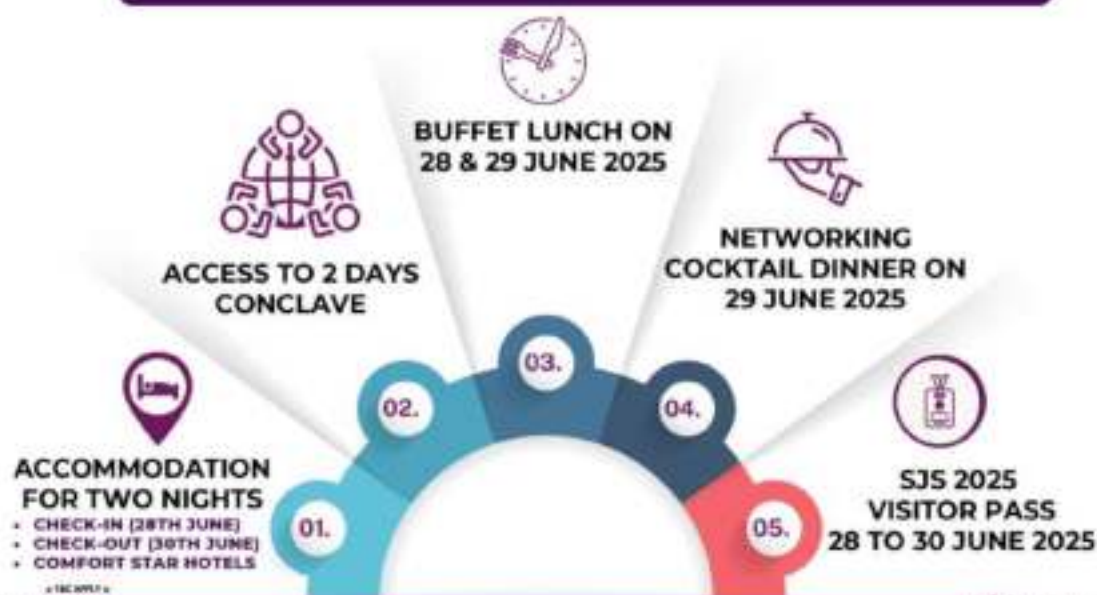 BUFFET LUNCH ON
28 & 29 JUNE 2025
ACCESS TO 2 DAYS
CONCLAVE
NETWORKING
COCKTAIL DINNER ON
29 JUNE 2025
ACCOMMODATION
FOR TWO NIGHTS
• CHECK-IN (28TH JUNE)
• CHECK-OUT (30TH JUNE)
• COMFORT STAR HOTELS
T&C APPLY
SJS 2025
VISITOR PASS
28 TO 30 JUNE 2025
01.
02.
03.
04.
05.